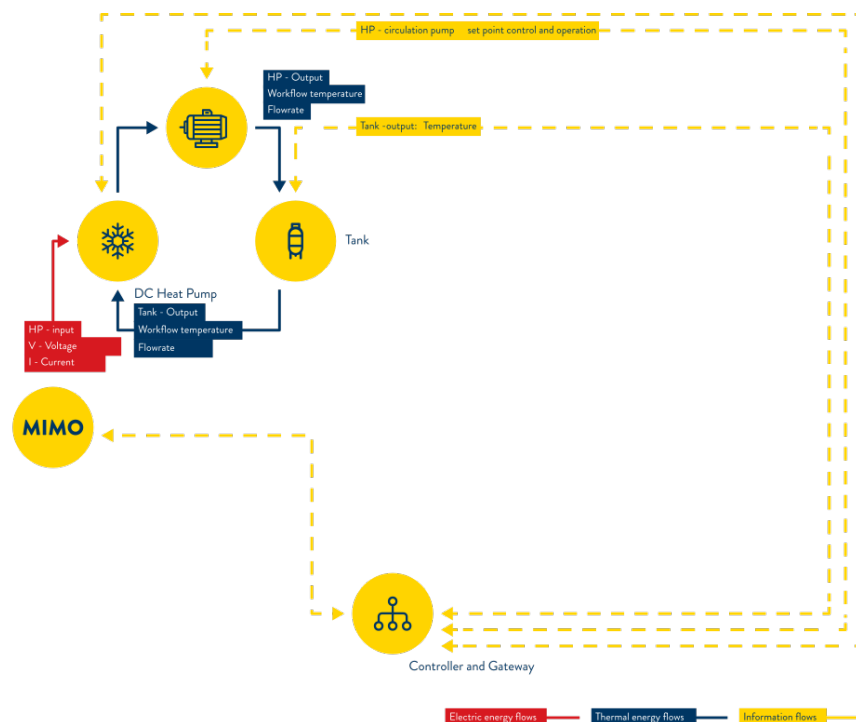 HP - circulation pump set point control and operation
HP - Output
Workflow temperature
Flowrate
Tank -output: Temperature
Tank
DC Heat Pump
Tank - Output
Workflow temperature
Flowrate
HP - input
V - Voltage
I - Current
MIMO
Controller and Gateway
Electric energy flows
Thermal energy flows
Information flows